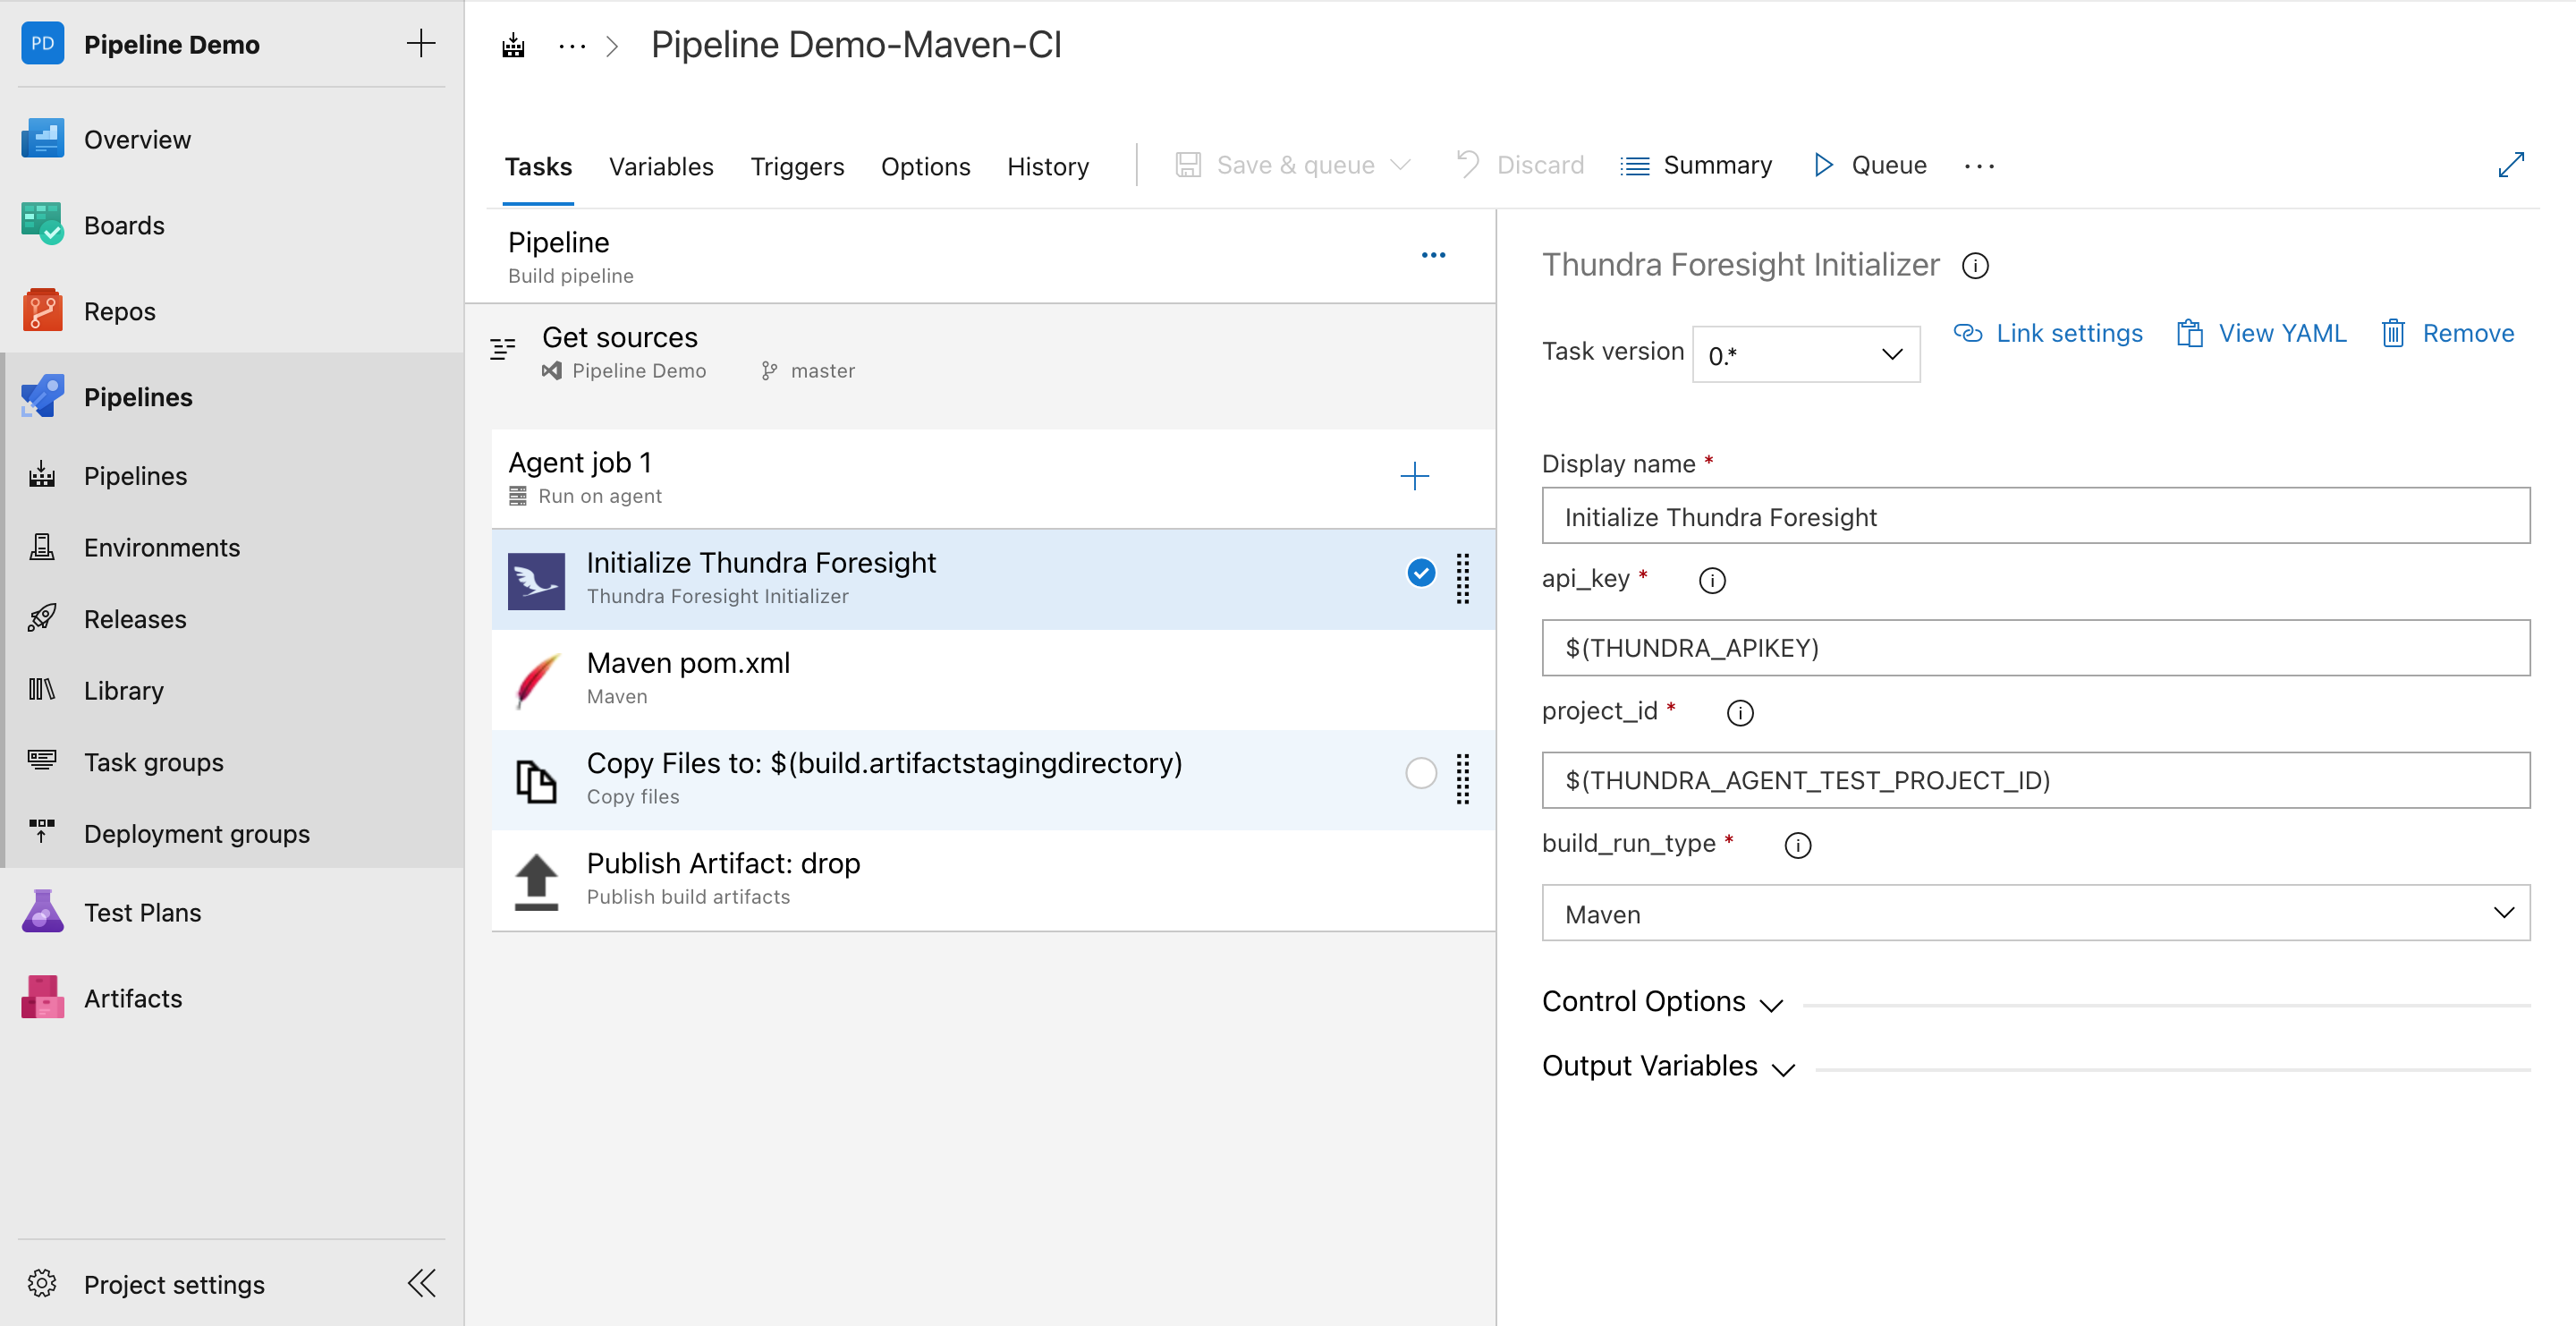 PD Pipeline Demo
Overview
Boards
Repos
Pipelines
Pipelines
Environments
Releases
Library
Task groups
Deployment groups
Test Plans
Artifacts
Project settings
··· > Pipeline Demo-Maven-CI
Tasks Variables Triggers Options History Save & queue Discard Summary Queue ···
Pipeline
Build pipeline
Get sources
Pipeline Demo master
Agent job 1
Run on agent
Initialize Thundra Foresight
Thundra Foresight Initializer
Maven pom.xml
Maven
Copy Files to: $(build.artifactstagingdirectory)
Copy files
Publish Artifact: drop
Publish build artifacts
Thundra Foresight Initializer
Task version 0.* Link settings View YAML Remove
Display name *
Initialize Thundra Foresight
api_key *
$(THUNDRA_APIKEY)
project_id *
$(THUNDRA_AGENT_TEST_PROJECT_ID)
build_run_type *
Maven
Control Options
Output Variables